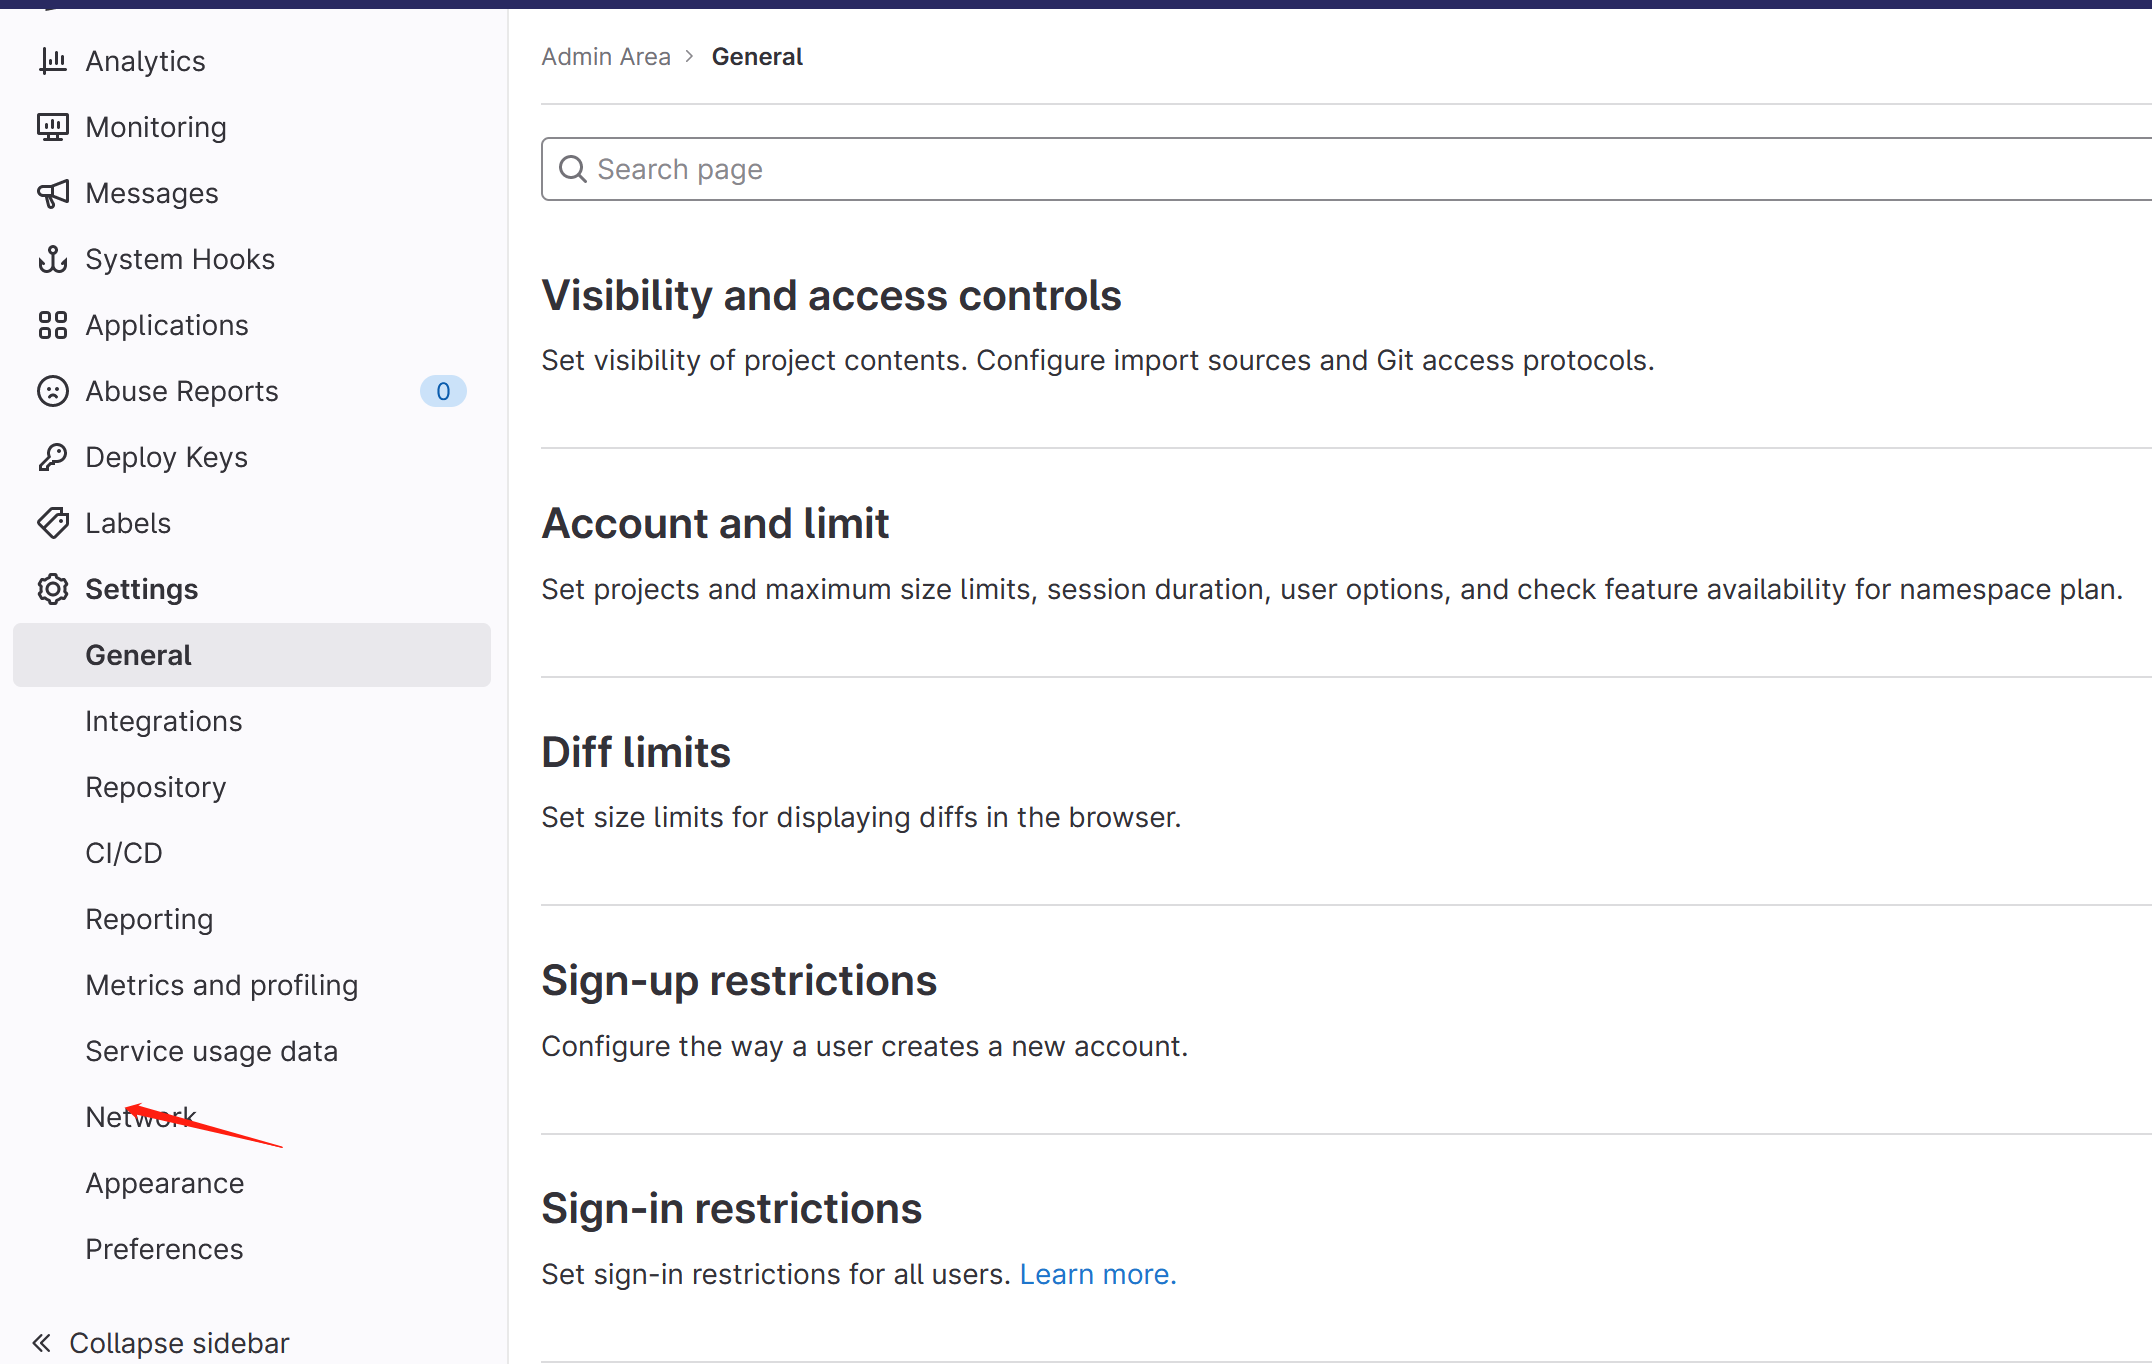 Analytics
Monitoring
Messages
System Hooks
Applications
Abuse Reports 0
Deploy Keys
Labels
Settings
General
Integrations
Repository
CI/CD
Reporting
Metrics and profiling
Service usage data
Network
Appearance
Preferences
Collapse sidebar
Admin Area > General
Search page
Visibility and access controls
Set visibility of project contents. Configure import sources and Git access protocols.
Account and limit
Set projects and maximum size limits, session duration, user options, and check feature availability for namespace plan.
Diff limits
Set size limits for displaying diffs in the browser.
Sign-up restrictions
Configure the way a user creates a new account.
Sign-in restrictions
Set sign-in restrictions for all users. Learn more.